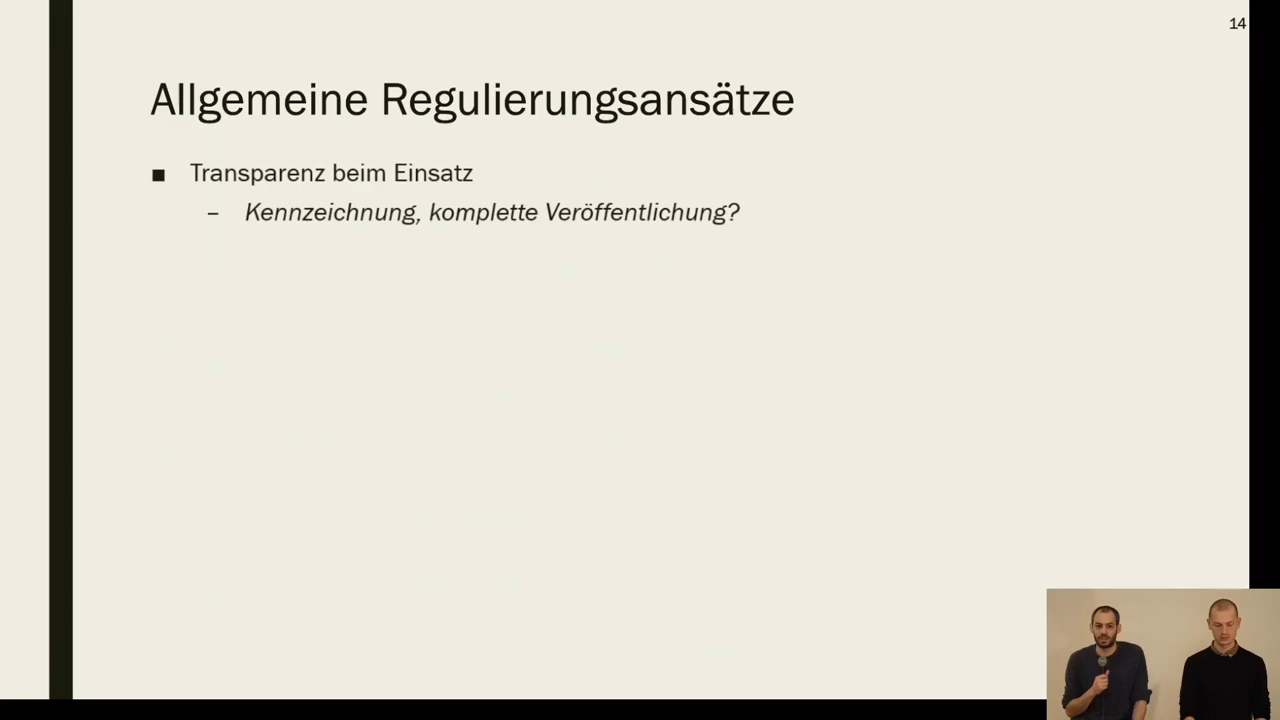 14
Allgemeine Regulierungsansätze
■ Transparenz beim Einsatz
– Kennzeichnung, komplette Veröffentlichung?